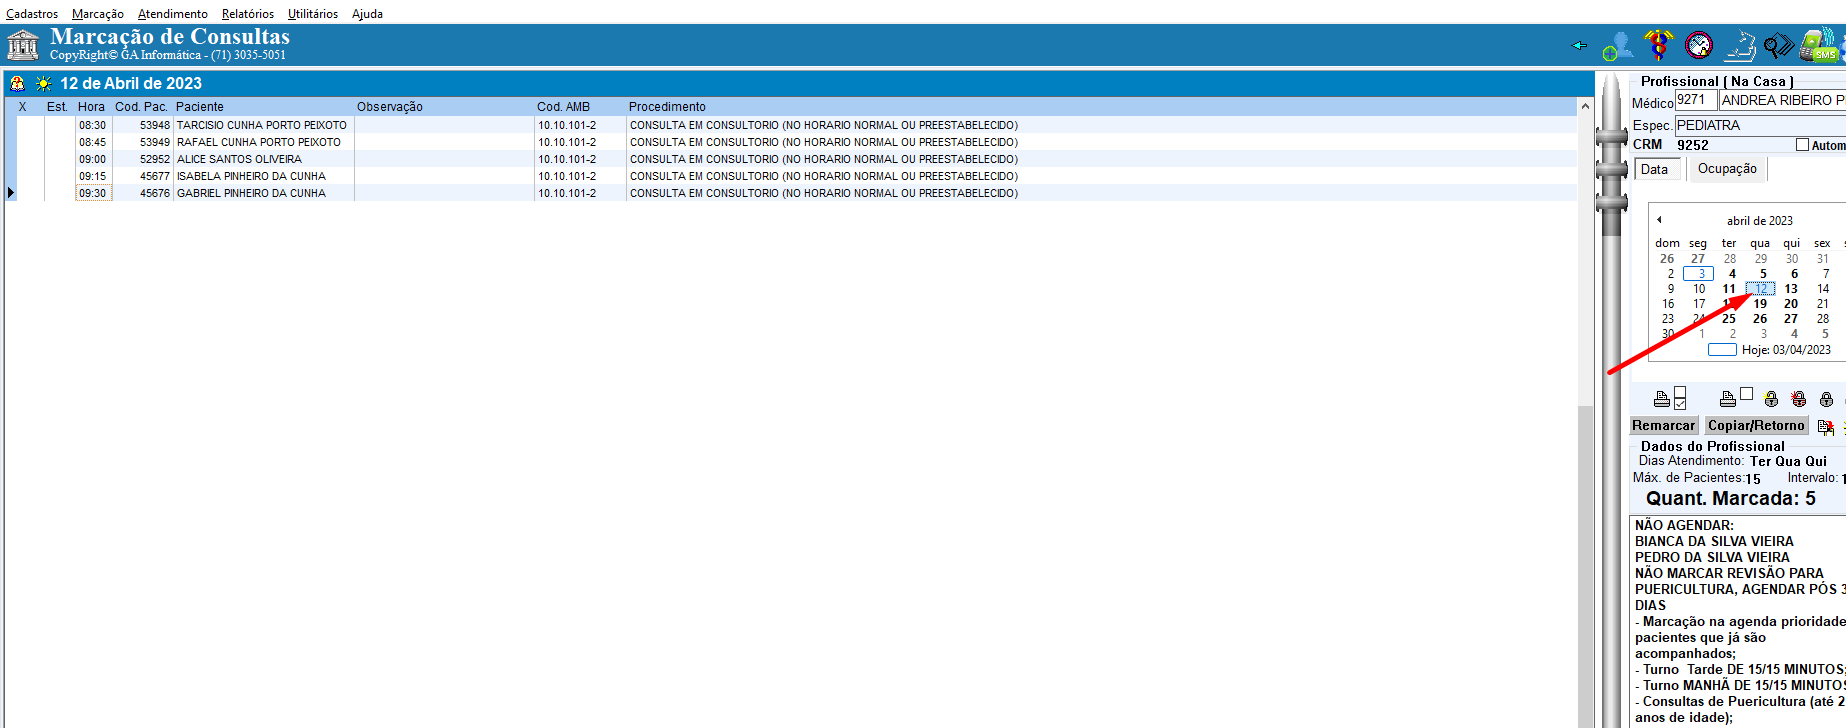 Cadastros Marcação Atendimento Relatórios Utilitários Ajuda
Marcação de Consultas
CopyRight© GA Informática - (71) 3035-5051
SMS
12 de Abril de 2023
X Est. Hora Cod. Pac. Paciente Observação Cod. AMB Procedimento
08:30 53948 TARCISIO CUNHA PORTO PEIXOTO 10.10.101-2 CONSULTA EM CONSULTORIO (NO HORARIO NORMAL OU PREESTABELECIDO)
08:45 53949 RAFAEL CUNHA PORTO PEIXOTO 10.10.101-2 CONSULTA EM CONSULTORIO (NO HORARIO NORMAL OU PREESTABELECIDO)
09:00 52952 ALICE SANTOS OLIVEIRA 10.10.101-2 CONSULTA EM CONSULTORIO (NO HORARIO NORMAL OU PREESTABELECIDO)
09:15 45677 ISABELA PINHEIRO DA CUNHA 10.10.101-2 CONSULTA EM CONSULTORIO (NO HORARIO NORMAL OU PREESTABELECIDO)
09:30 45676 GABRIEL PINHEIRO DA CUNHA 10.10.101-2 CONSULTA EM CONSULTORIO (NO HORARIO NORMAL OU PREESTABELECIDO)
Profissional ( Na Casa )
Médico 9271 ANDREA RIBEIRO P
Espec. PEDIATRA
CRM 9252 Autom
Data Ocupação
abril de 2023
dom seg ter qua qui sex
26 27 28 29 30 31
2 3 4 5 6 7
9 10 11 12 13 14
16 17 19 20 21
23 24 25 26 27 28
30 1 2 3 4 5
Hoje: 03/04/2023
Remarcar Copiar/Retorno
Dados do Profissional
Dias Atendimento: Ter Qua Qui
Máx. de Pacientes: 15 Intervalo: 1
Quant. Marcada: 5
NÃO AGENDAR:
BIANCA DA SILVA VIEIRA
PEDRO DA SILVA VIEIRA
NÃO MARCAR REVISÃO PARA
PUERICULTURA, AGENDAR PÓS 3
DIAS
- Marcação na agenda prioridade
pacientes que já são
acompanhados;
- Turno Tarde DE 15/15 MINUTOS;
- Turno MANHÃ DE 15/15 MINUTOS
- Consultas de Puericultura (até 2
anos de idade);